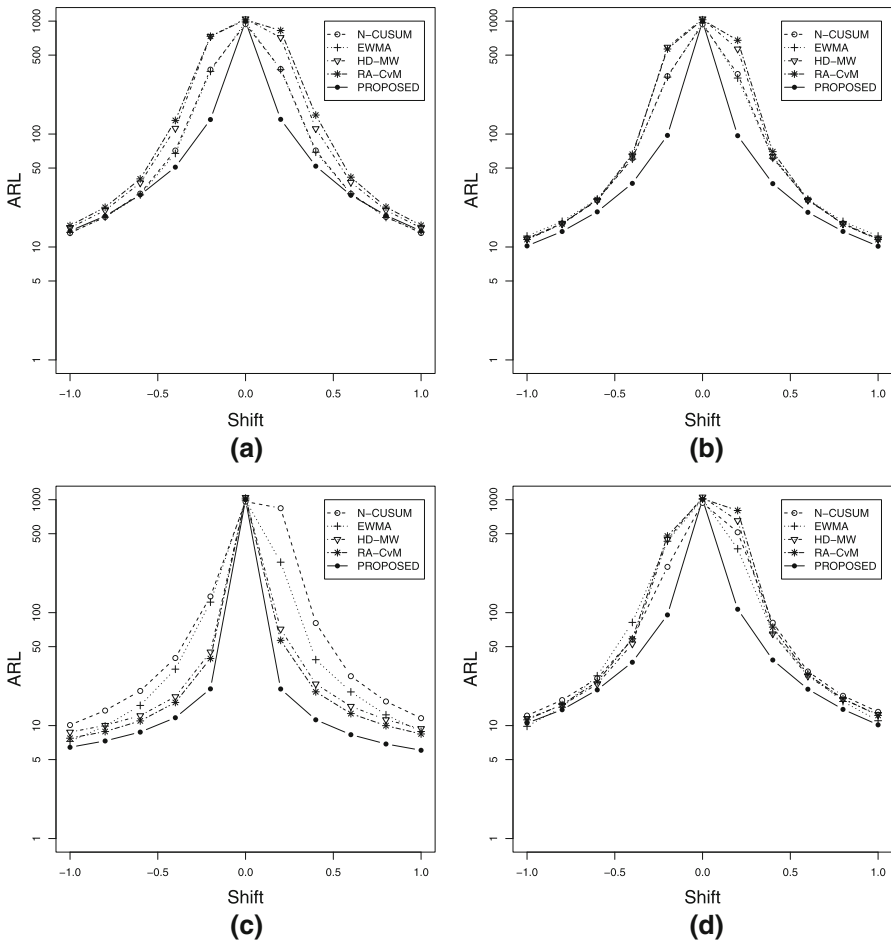 1000
500
100
50
10
5
1
ARL
N-CUSUM
EWMA
HD-MW
RA-CvM
PROPOSED
-1.0 -0.5 0.0 0.5 1.0
Shift
(a)
1000
500
100
50
10
5
1
ARL
N-CUSUM
EWMA
HD-MW
RA-CvM
PROPOSED
-1.0 -0.5 0.0 0.5 1.0
Shift
(b)
1000
500
100
50
10
5
1
ARL
N-CUSUM
EWMA
HD-MW
RA-CvM
PROPOSED
-1.0 -0.5 0.0 0.5 1.0
Shift
(c)
1000
500
100
50
10
5
1
ARL
N-CUSUM
EWMA
HD-MW
RA-CvM
PROPOSED
-1.0 -0.5 0.0 0.5 1.0
Shift
(d)